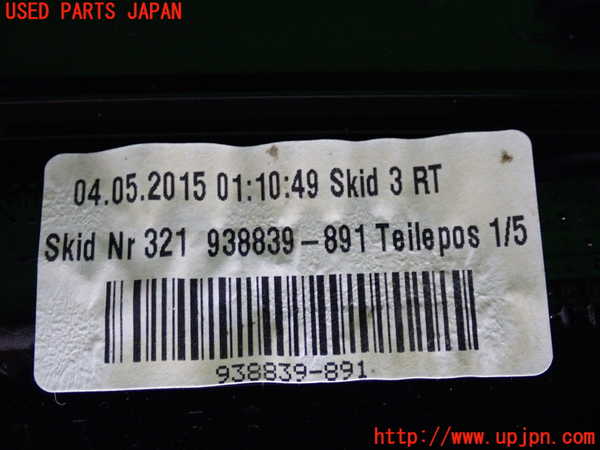 USED PARTS JAPAN
04.05.2015 01:10:49 Skid 3 RT
Skid Nr 321 938839-891 Teilepos 1/5
938839-891
http://www.upjpn.com/